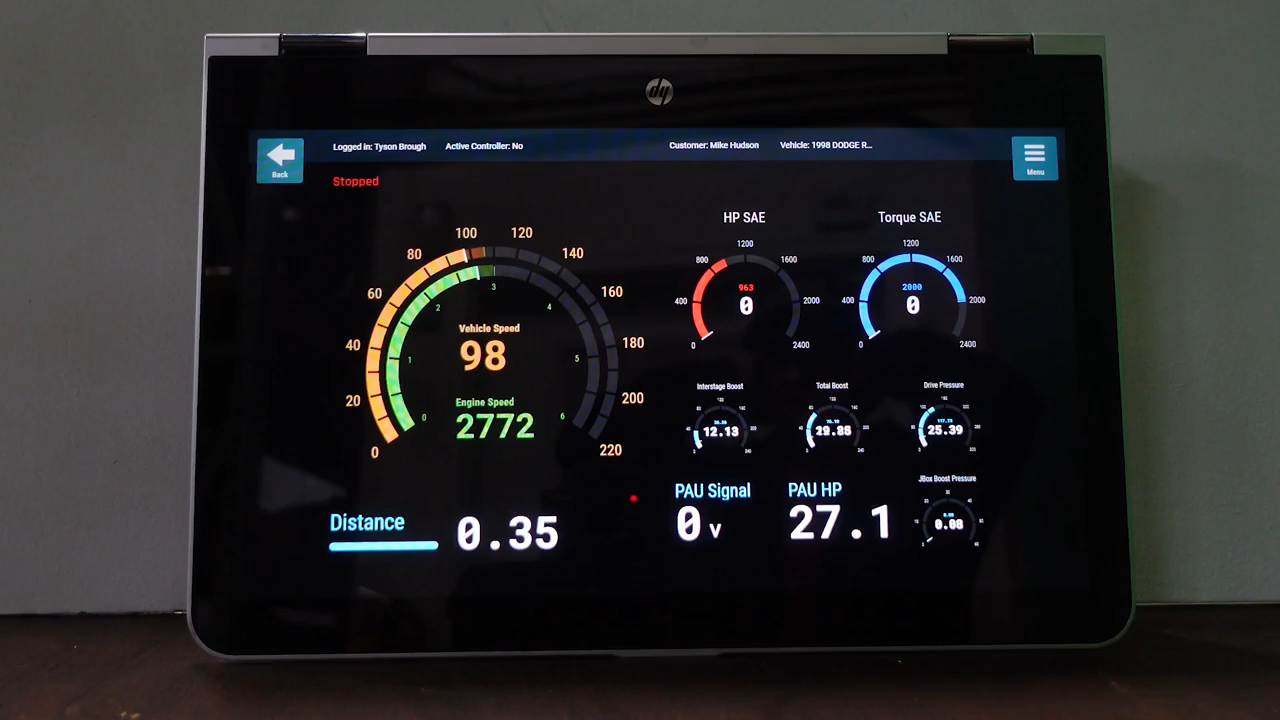 hp
Logged in: Tyson Brough Active Controller: No Customer: Mike Hudson Vehicle: 1998 DODGE R...
Back
Menu
Stopped
0 20 40 60 80 100 120 140 160 180 200 220
0 1 2 3 4 5 6
Vehicle Speed
98
Engine Speed
2772
HP SAE
0 400 800 1200 1600 2000 2400
963
0
Torque SAE
0 400 800 1200 1600 2000 2400
2000
0
Interstage Boost
12.13
Total Boost
Drive Pressure
25.39
Distance
0.35
PAU Signal
0 v
PAU HP
27.1
JBox Boost Pressure
0.08